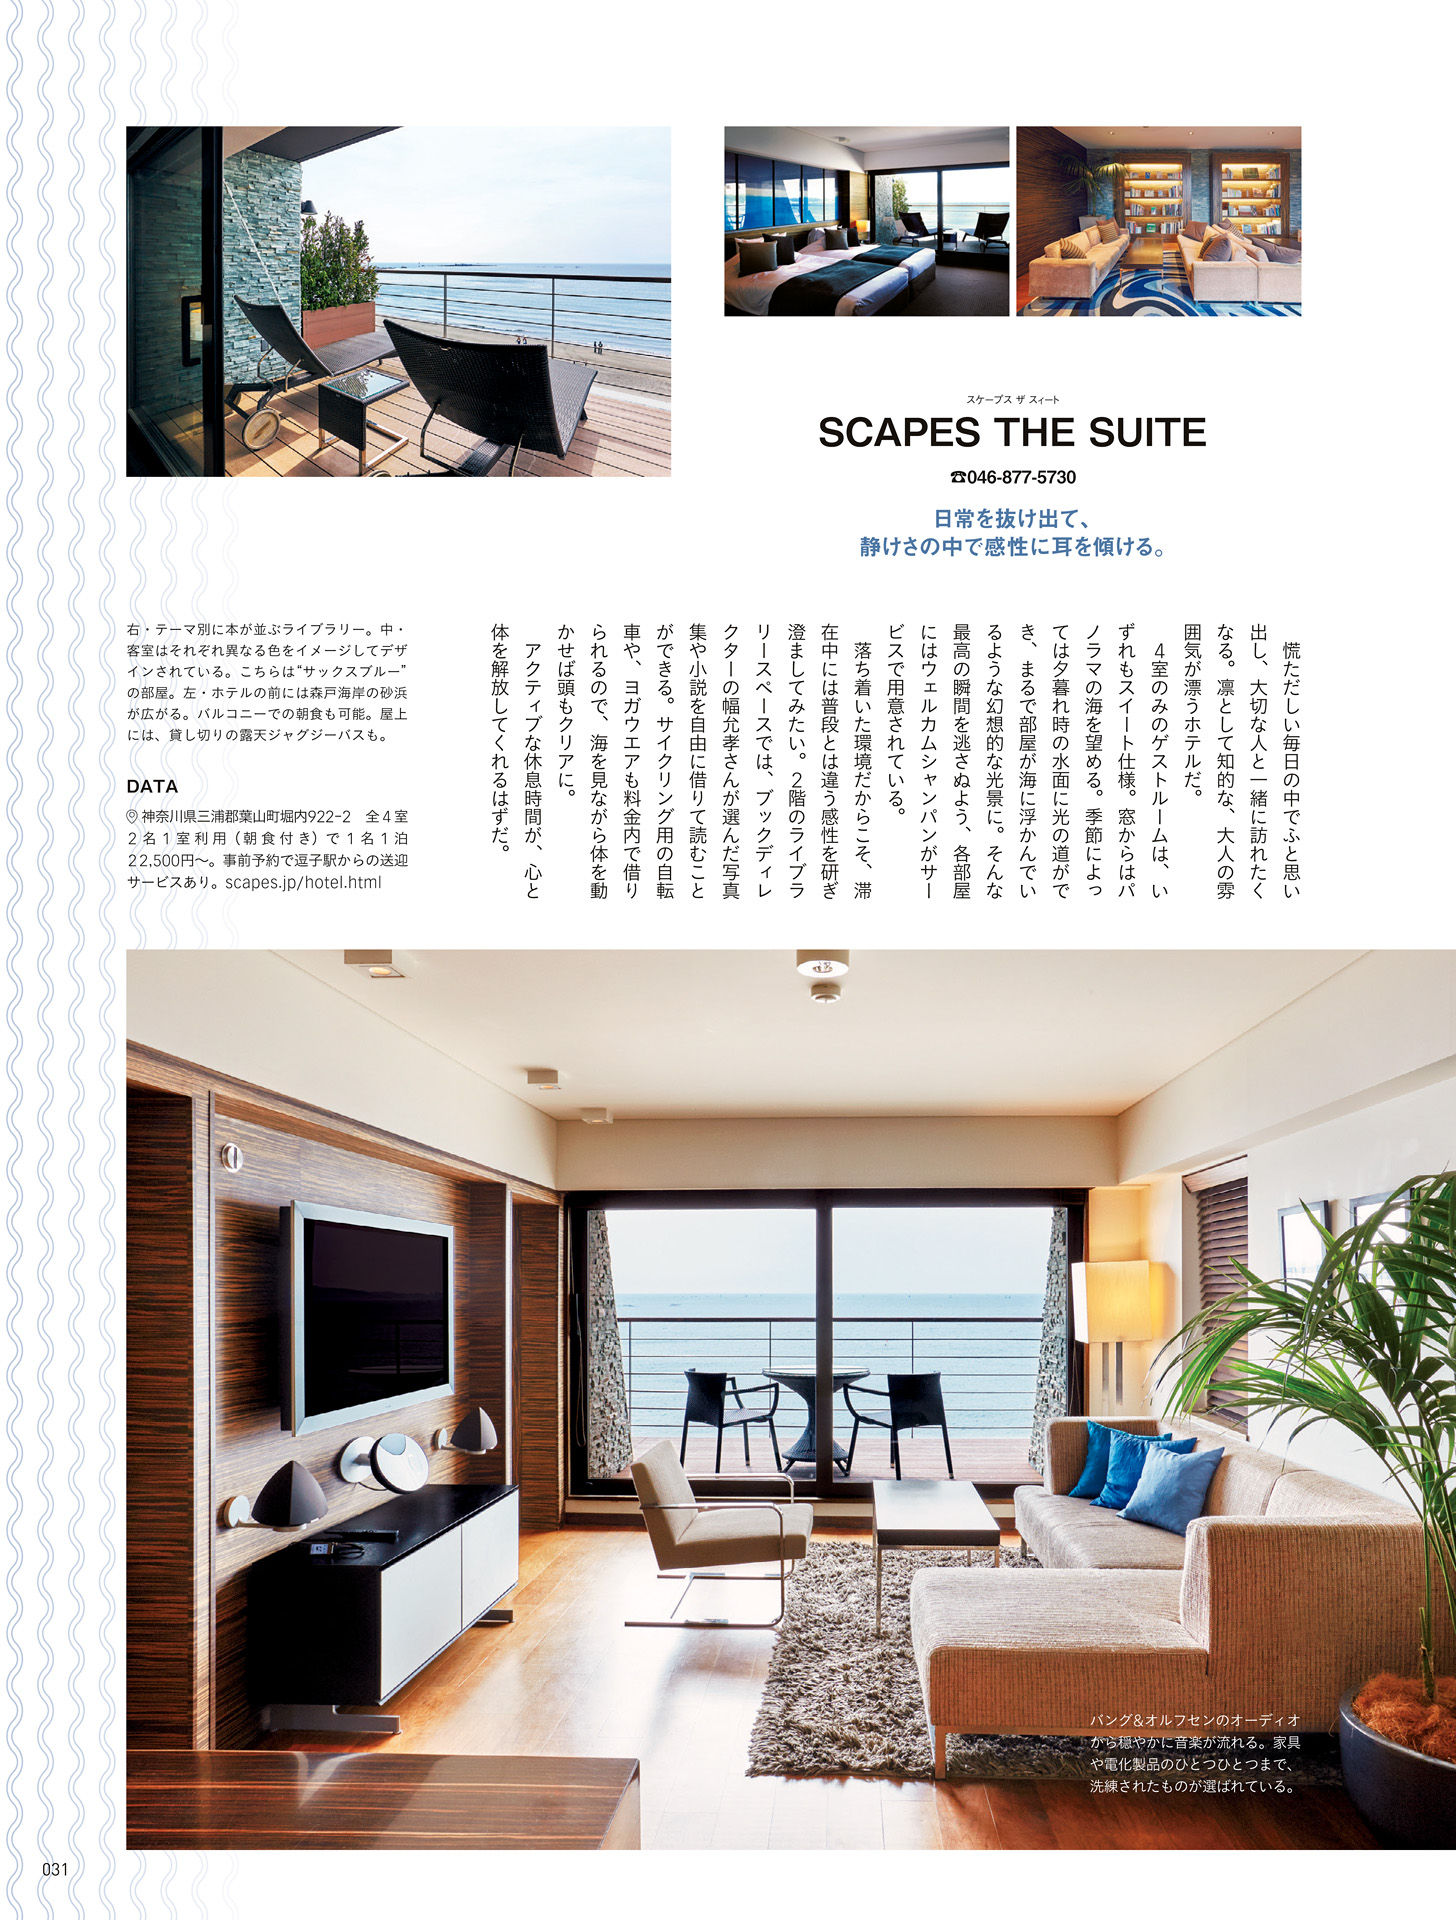 スケープス ザ スィート
SCAPES THE SUITE
☎046-877-5730
日常を抜け出て、
静けさの中で感性に耳を傾ける。
慌ただしい毎日の中でふと思い
出し、大切な人と一緒に訪れたく
なる。凛として知的な、大人の雰
囲気が漂うホテルだ。
4室のみのゲストルームは、い
ずれもスイート仕様。窓からはパ
ノラマの海を望める。季節によっ
ては夕暮れ時の水面に光の道がで
き、まるで部屋が海に浮かんでい
るような幻想的な光景に。そんな
最高の瞬間を逃さぬよう、各部屋
にはウェルカムシャンパンがサー
ビスで用意されている。
落ち着いた環境だからこそ、滞
在中には普段とは違う感性を研ぎ
澄ましてみたい。2階のライブラ
リースペースでは、ブックディレ
クターの幅允孝さんが選んだ写真
集や小説を自由に借りて読むこと
ができる。サイクリング用の自転
車や、ヨガウエアも料金内で借り
られるので、海を見ながら体を動
かせば頭もクリアに。
アクティブな休息時間が、心と
体を解放してくれるはずだ。
右・テーマ別に本が並ぶライブラリー。中・
客室はそれぞれ異なる色をイメージしてデザ
インされている。こちらは“サックスブルー”
の部屋。左・ホテルの前には森戸海岸の砂浜
が広がる。バルコニーでの朝食も可能。屋上
には、貸し切りの露天ジャグジーバスも。
DATA
神奈川県三浦郡葉山町堀内922-2　全4室
2名1室利用（朝食付き）で1名1泊
22,500円〜。事前予約で逗子駅からの送迎
サービスあり。scapes.jp/hotel.html
バング&オルフセンのオーディオ
から穏やかに音楽が流れる。家具
や電化製品のひとつひとつまで、
洗練されたものが選ばれている。
031